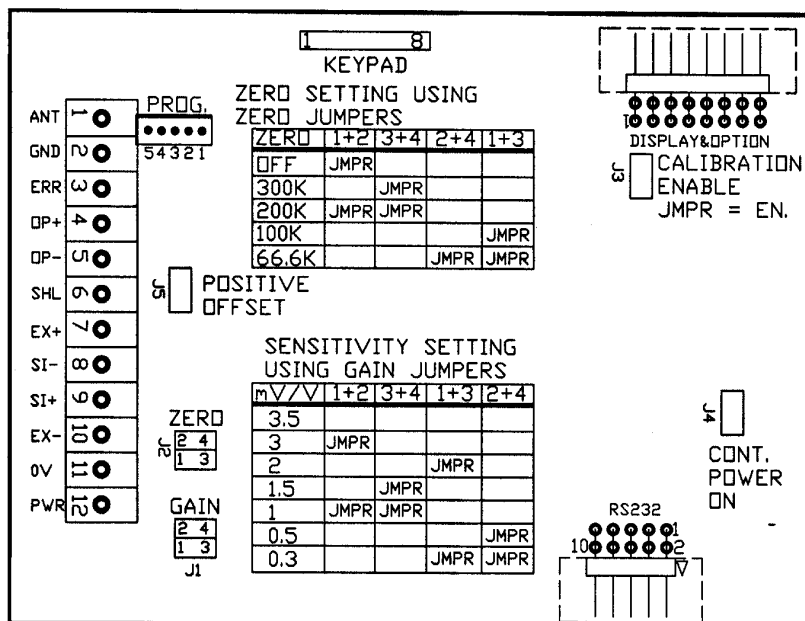 1 8
KEYPAD
ANT 1
GND 2
ERR 3
OP+ 4
OP- 5
SHL 6
EX+ 7
SI- 8
SI+ 9
EX- 10
0V 11
PWR 12
PROG.
54321
ZERO SETTING USING
ZERO JUMPERS
ZERO 1+2 3+4 2+4 1+3
OFF JMPR
300K JMPR
200K JMPR JMPR
100K JMPR
66.6K JMPR JMPR
1
DISPLAY&OPTION
J3
CALIBRATION
ENABLE
JMPR = EN.
J5
POSITIVE
OFFSET
SENSITIVITY SETTING
USING GAIN JUMPERS
mV/V 1+2 3+4 1+3 2+4
3.5
3 JMPR
2 JMPR
1.5 JMPR
1 JMPR JMPR
0.5 JMPR
0.3 JMPR JMPR
ZERO
J2
2 4
1 3
GAIN
2 4
1 3
J1
J4
CONT.
POWER
ON
RS232
1
10 2